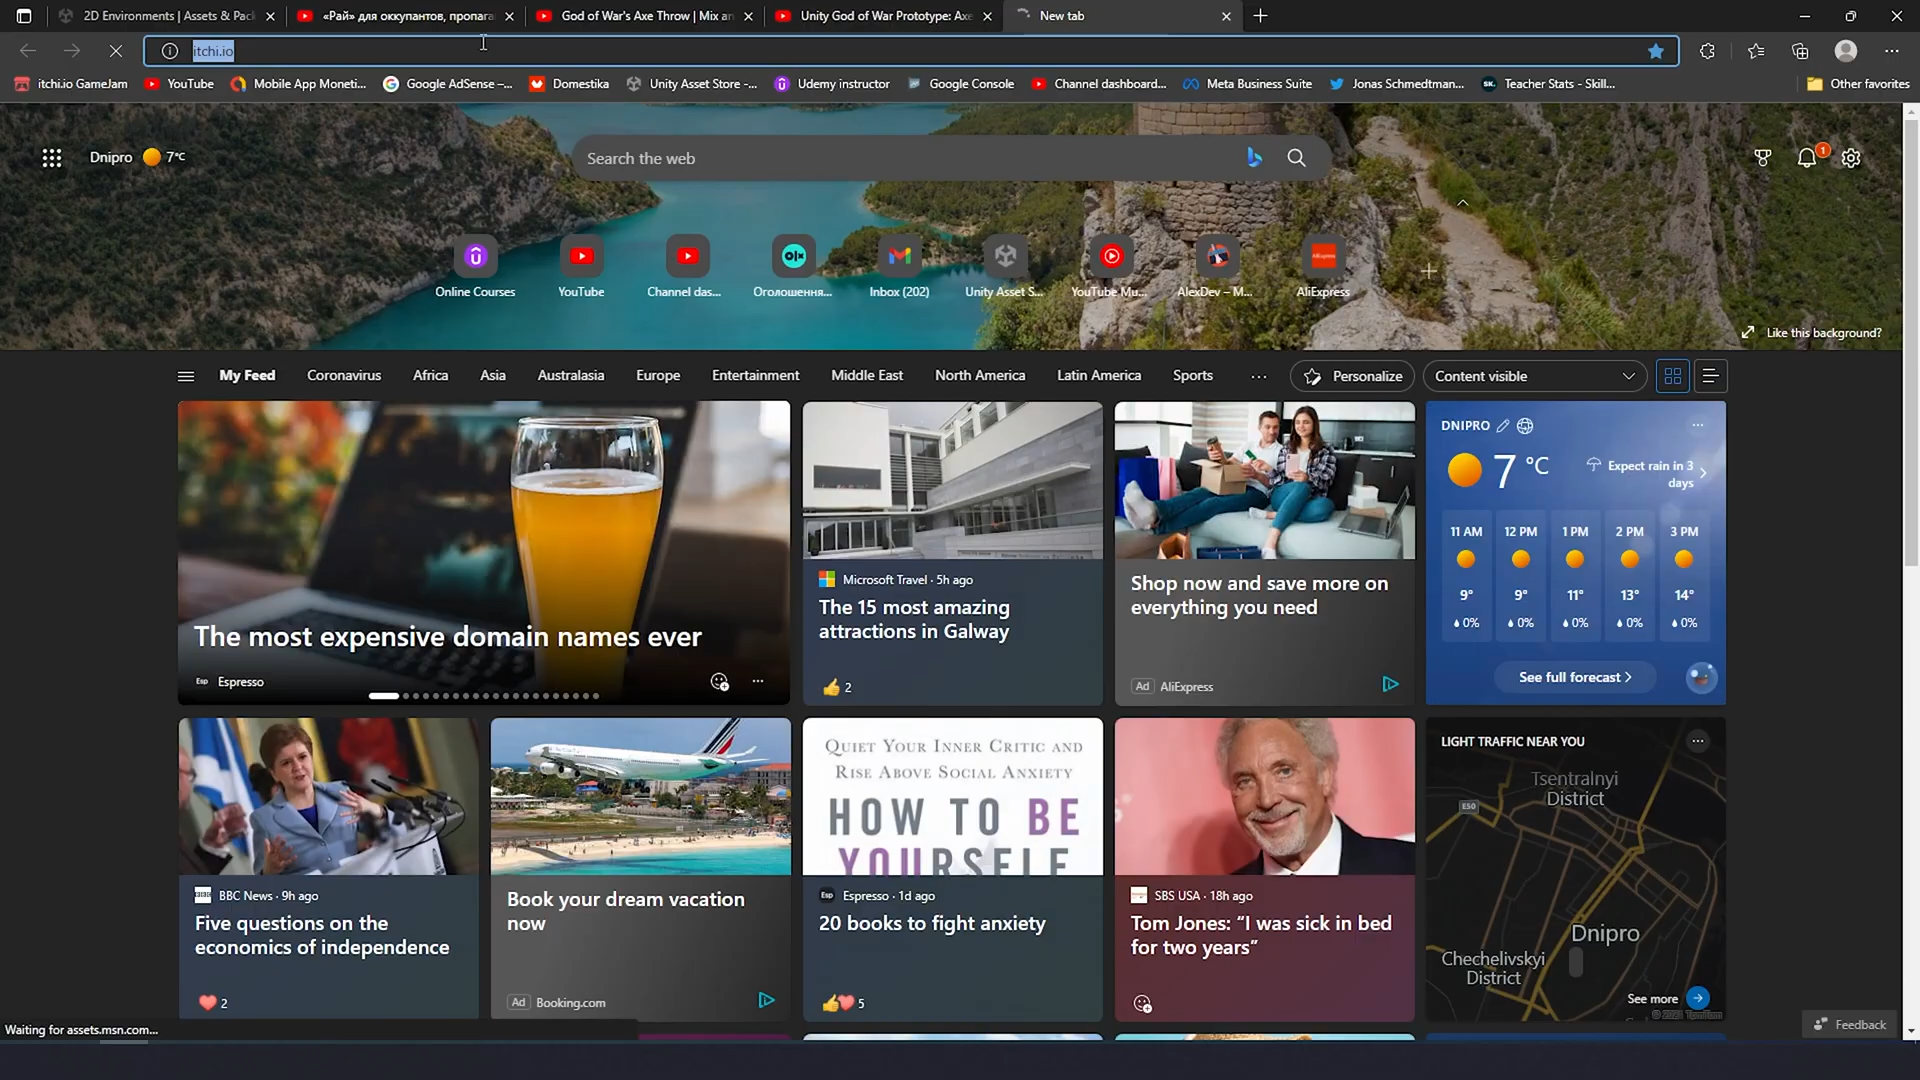 2D Environments | Assets & Pack
«Рай» для оккупантов, пропага
God of War's Axe Throw | Mix an
Unity God of War Prototype: Axe
New tab
itchi.io
itchi.io GameJam
YouTube
Mobile App Moneti...
Google AdSense –...
Domestika
Unity Asset Store -...
Udemy instructor
Google Console
Channel dashboard...
Meta Business Suite
Jonas Schmedtman...
Teacher Stats - Skill...
Other favorites
Dnipro 7°C
Search the web
1
Online Courses
YouTube
Channel das...
Оголошення...
Inbox (202)
Unity Asset S...
YouTube Mu...
AlexDev – M...
AliExpress
Like this background?
My Feed
Coronavirus
Africa
Asia
Australasia
Europe
Entertainment
Middle East
North America
Latin America
Sports
Personalize
Content visible
The most expensive domain names ever
Esp Espresso
Microsoft Travel · 5h ago
The 15 most amazing
attractions in Galway
2
Shop now and save more on
everything you need
Ad AliExpress
DNIPRO
7 °C
Expect rain in 3
days
11 AM 12 PM 1 PM 2 PM 3 PM
9° 9° 11° 13° 14°
0% 0% 0% 0% 0%
See full forecast
BBC News · 9h ago
Five questions on the
economics of independence
2
Book your dream vacation
now
Ad Booking.com
QUIET YOUR INNER CRITIC AND
RISE ABOVE SOCIAL ANXIETY
HOW TO BE
YOURSELF
Esp Espresso · 1d ago
20 books to fight anxiety
5
SBS USA · 18h ago
Tom Jones: “I was sick in bed
for two years”
LIGHT TRAFFIC NEAR YOU
Tsentralnyi
District
E50
Dnipro
Chechelivskyi
District
See more
Feedback
Waiting for assets.msn.com...